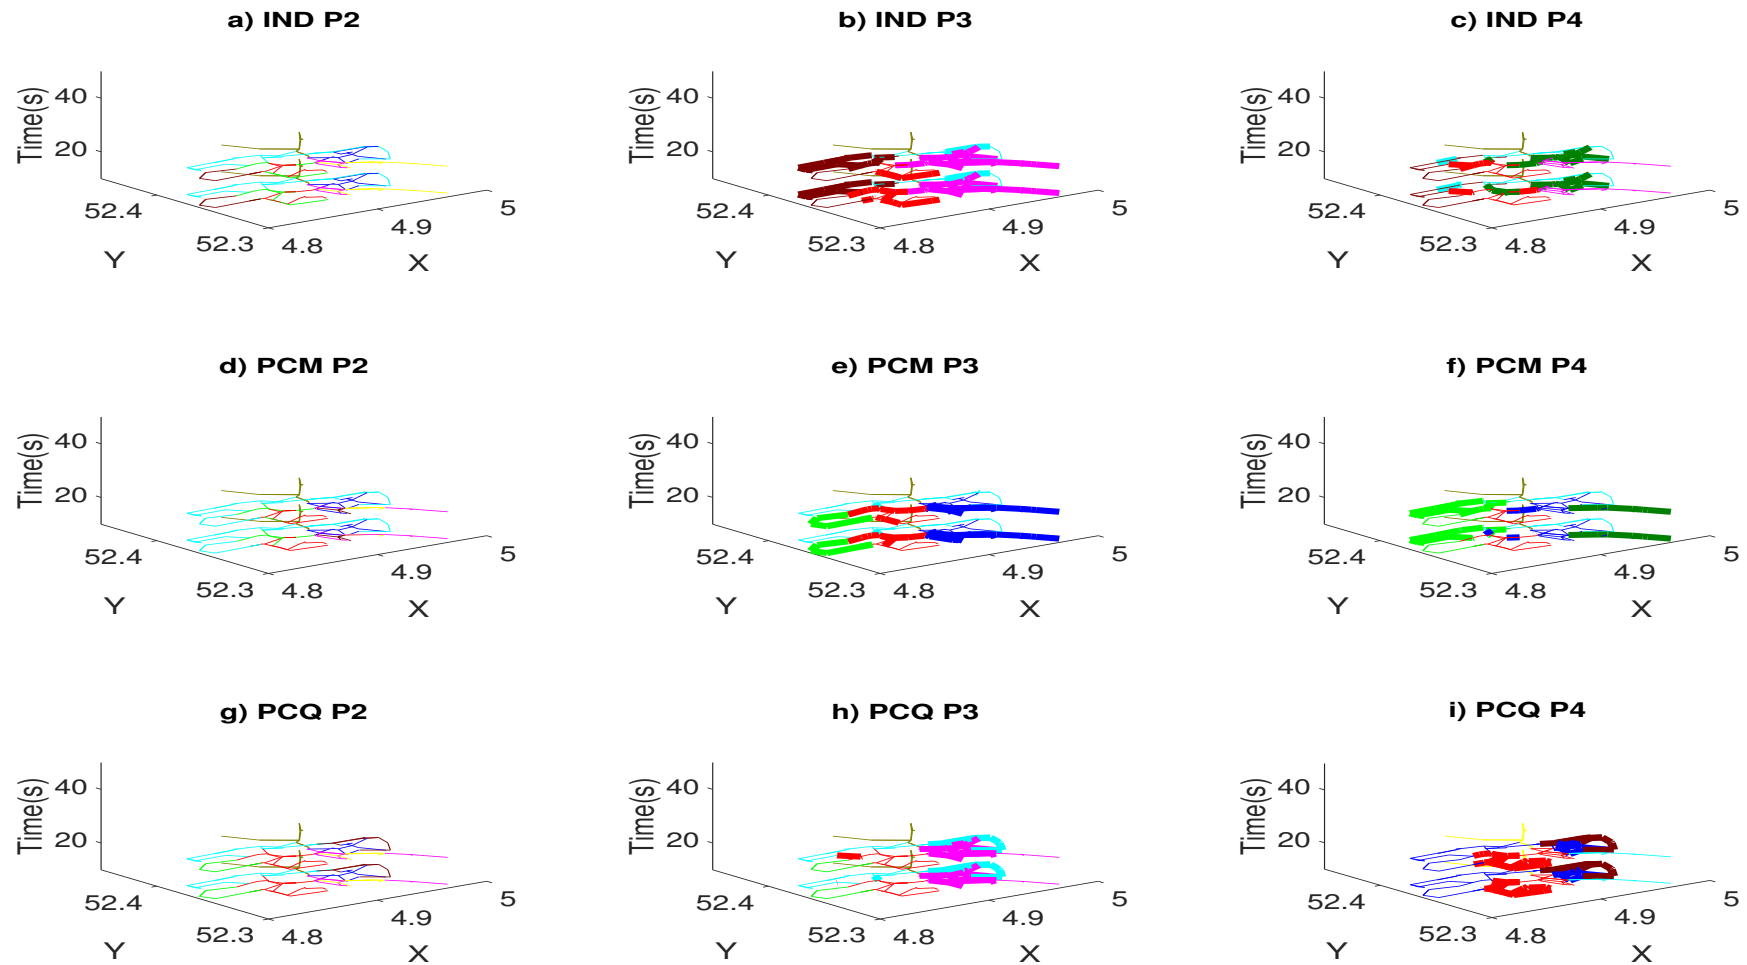 a) IND P2
b) IND P3
c) IND P4
Time(s) 40 20
52.4 52.3 4.8 4.9 5
Y X
Time(s) 40 20
52.4 52.3 4.8 4.9 5
Y X
Time(s) 40 20
52.4 52.3 4.8 4.9 5
Y X
d) PCM P2
e) PCM P3
f) PCM P4
Time(s) 40 20
52.4 52.3 4.8 4.9 5
Y X
Time(s) 40 20
52.4 52.3 4.8 4.9 5
Y X
Time(s) 40 20
52.4 52.3 4.8 4.9 5
Y X
g) PCQ P2
h) PCQ P3
i) PCQ P4
Time(s) 40 20
52.4 52.3 4.8 4.9 5
Y X
Time(s) 40 20
52.4 52.3 4.8 4.9 5
Y X
Time(s) 40 20
52.4 52.3 4.8 4.9 5
Y X